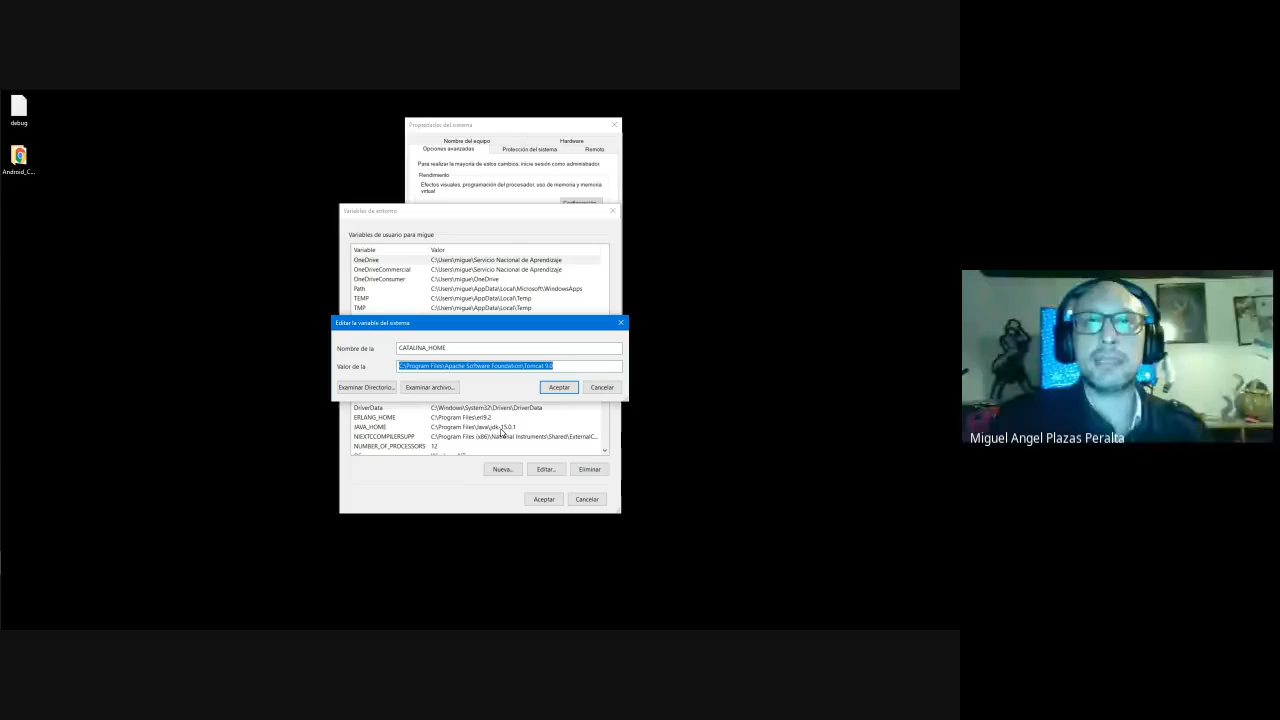 debug
Android_C...
Propiedades del sistema
Nombre del equipo
Hardware
Opciones avanzadas
Protección del sistema
Remoto
Para realizar la mayoría de estos cambios, inicie sesión como administrador.
Rendimiento
Efectos visuales, programación del procesador, uso de memoria y memoria
virtual
Configuración...
Variables de entorno
Variables de usuario para migue
Variable Valor
OneDrive C:\Users\migue\Servicio Nacional de Aprendizaje
OneDriveCommercial C:\Users\migue\Servicio Nacional de Aprendizaje
OneDriveConsumer C:\Users\migue\OneDrive
Path C:\Users\migue\AppData\Local\Microsoft\WindowsApps
TEMP C:\Users\migue\AppData\Local\Temp
TMP C:\Users\migue\AppData\Local\Temp
Editar la variable del sistema
Nombre de la CATALINA_HOME
Valor de la C:\Program Files\Apache Software Foundation\Tomcat 9.0
Examinar Directorio... Examinar archivo... Aceptar Cancelar
DriverData C:\Windows\System32\Drivers\DriverData
ERLANG_HOME C:\Program Files\erl9.2
JAVA_HOME C:\Program Files\Java\jdk-15.0.1
NIEXTCCOMPILERSUPP C:\Program Files (x86)\National Instruments\Shared\ExternalC...
NUMBER_OF_PROCESSORS 12
Nueva... Editar... Eliminar
Aceptar Cancelar
Miguel Angel Plazas Peralta